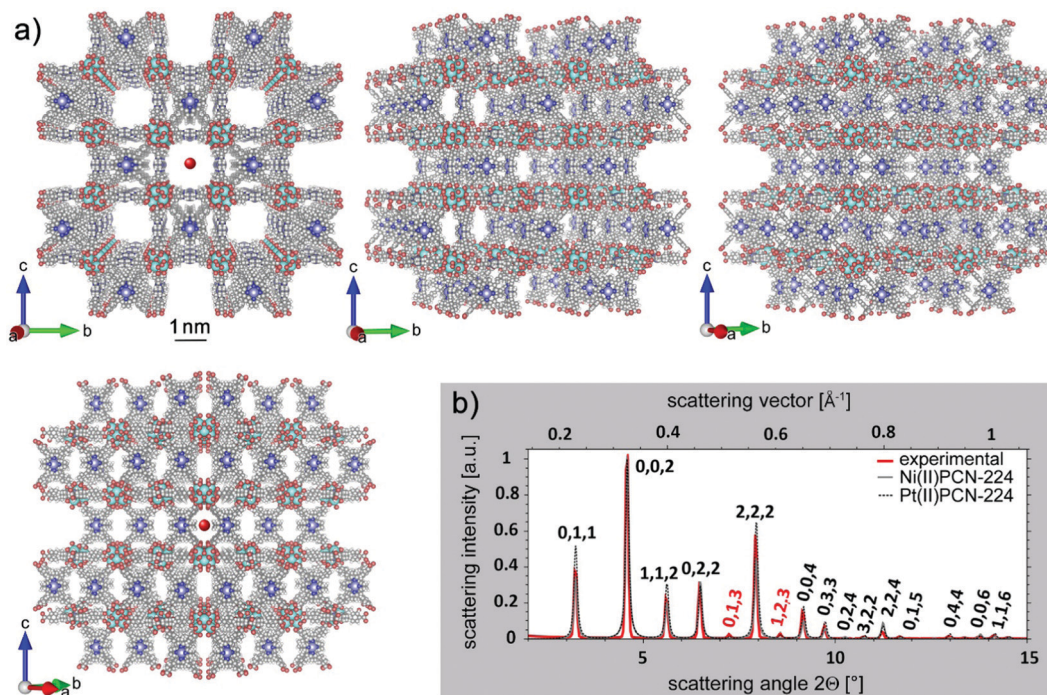 a)
c
b
a
1 nm
c
b
a
c
b
a
c
b
a
b)
scattering vector [Å⁻¹]
0.2 0.4 0.6 0.8 1
scattering intensity [a.u.]
1
0.8
0.6
0.4
0.2
0
experimental
Ni(II)PCN-224
Pt(II)PCN-224
0,1,1
0,0,2
1,1,2
0,2,2
0,1,3
2,2,2
1,2,3
0,0,4
0,3,3
0,2,4
3,2,2
2,2,4
0,1,5
0,4,4
0,0,6
1,1,6
5 10 15
scattering angle 2Θ [°]